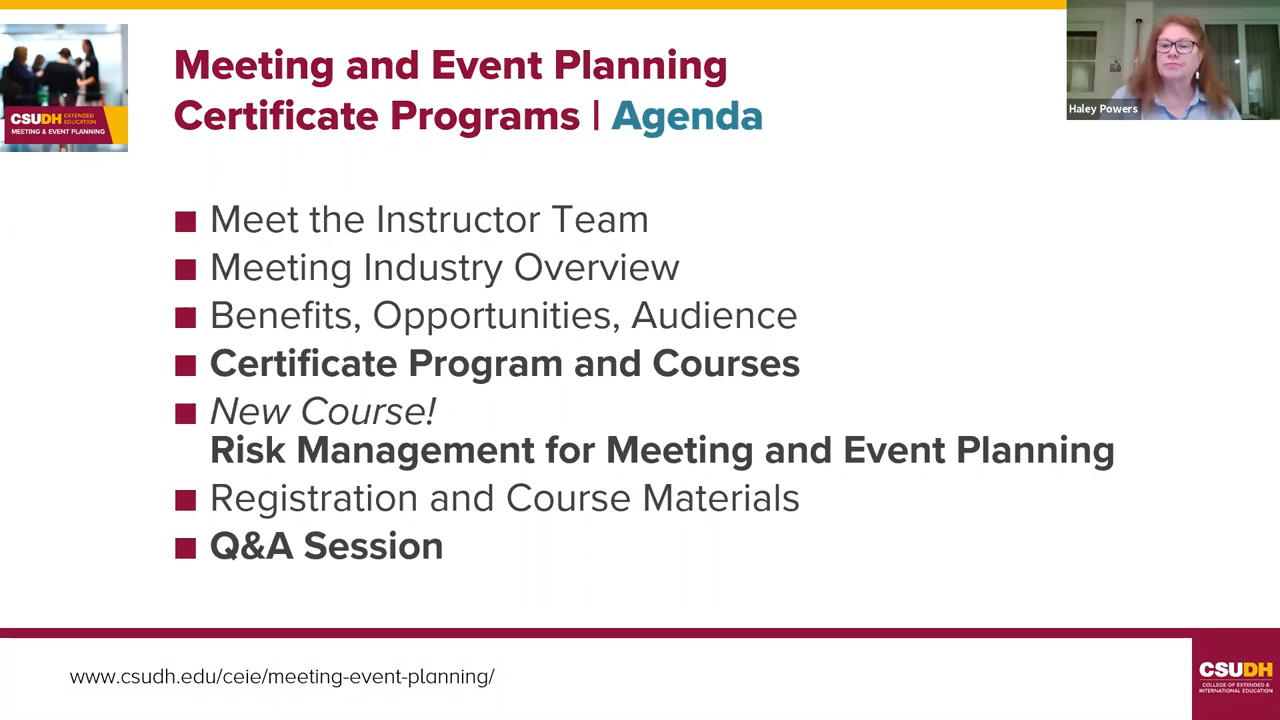 Meeting and Event Planning
Certificate Programs | Agenda
CSUDH EXTENDED
EDUCATION
MEETING & EVENT PLANNING
Haley Powers
■ Meet the Instructor Team
■ Meeting Industry Overview
■ Benefits, Opportunities, Audience
■ Certificate Program and Courses
■ New Course!
Risk Management for Meeting and Event Planning
■ Registration and Course Materials
■ Q&A Session
www.csudh.edu/ceie/meeting-event-planning/
CSUDH
COLLEGE OF EXTENDED &
INTERNATIONAL EDUCATION